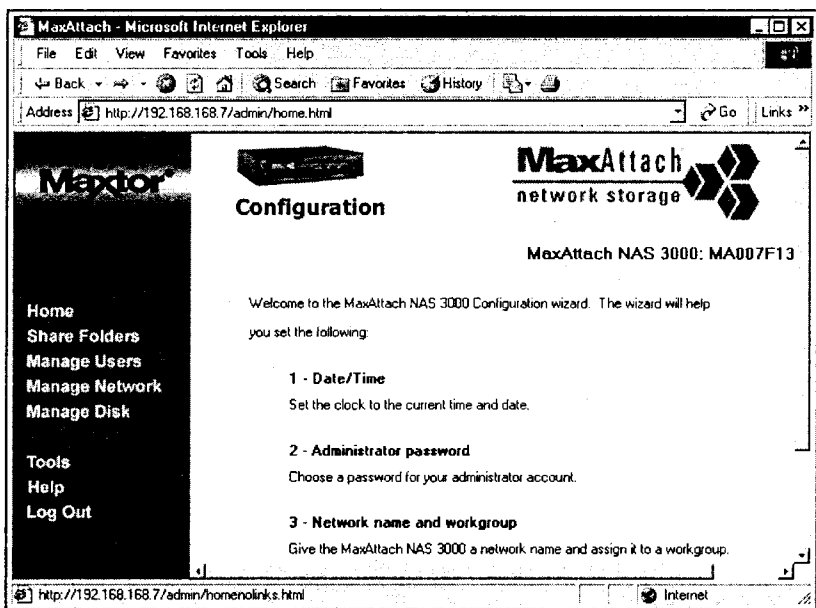 MaxAttach - Microsoft Internet Explorer
File Edit View Favorites Tools Help
Back Search Favorites History
Address http://192.168.168.7/admin/home.html Go Links »
Maxtor
Configuration
MaxAttach
network storage
MaxAttach NAS 3000: MA007F13
Home
Share Folders
Manage Users
Manage Network
Manage Disk
Tools
Help
Log Out
Welcome to the MaxAttach NAS 3000 Configuration wizard. The wizard will help
you set the following:
1 - Date/Time
Set the clock to the current time and date.
2 - Administrator password
Choose a password for your administrator account.
3 - Network name and workgroup
Give the MaxAttach NAS 3000 a network name and assign it to a workgroup.
http://192.168.168.7/admin/homenolinks.html Internet